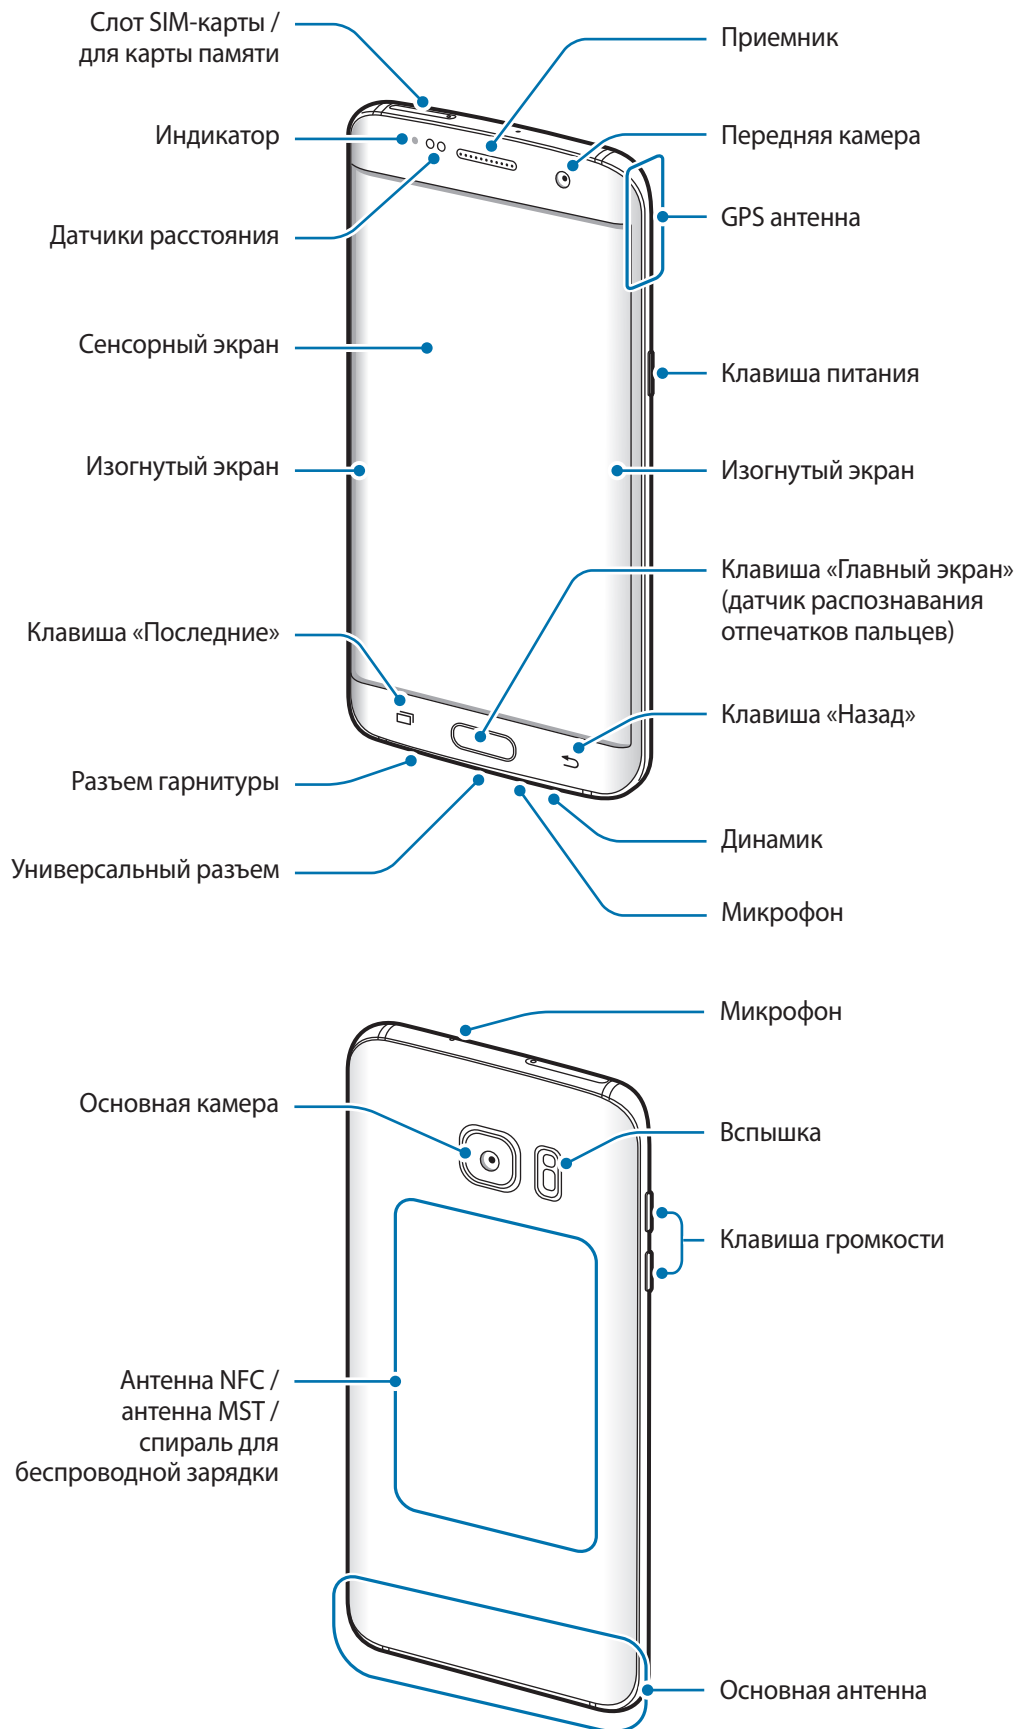 Слот SIM-карты /
для карты памяти
Приемник
Индикатор
Передняя камера
GPS антенна
Датчики расстояния
Сенсорный экран
Клавиша питания
Изогнутый экран
Изогнутый экран
Клавиша «Главный экран»
(датчик распознавания
отпечатков пальцев)
Клавиша «Последние»
Клавиша «Назад»
Разъем гарнитуры
Динамик
Универсальный разъем
Микрофон
Микрофон
Основная камера
Вспышка
Клавиша громкости
Антенна NFC /
антенна MST /
спираль для
беспроводной зарядки
Основная антенна